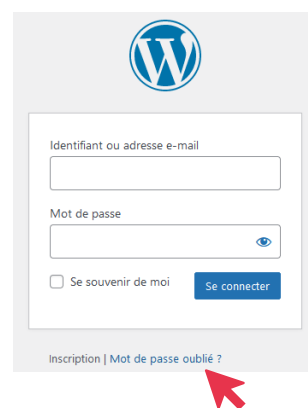 Identifiant ou adresse e-mail
Mot de passe
Se souvenir de moi
Se connecter
Inscription | Mot de passe oublié ?